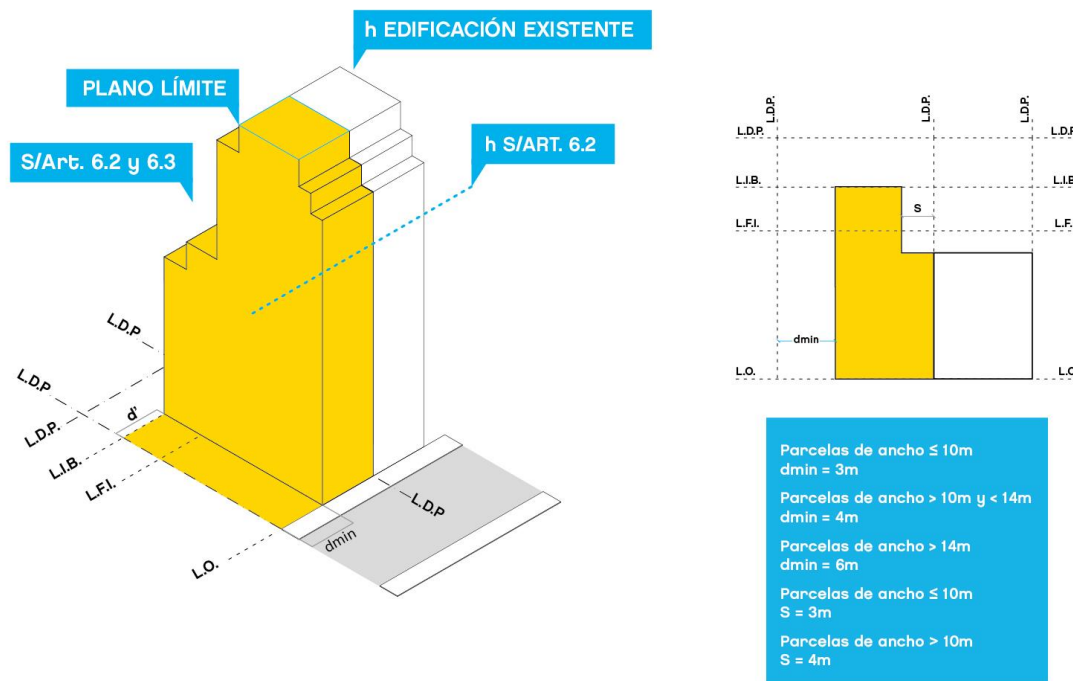 h EDIFICACIÓN EXISTENTE
PLANO LÍMITE
S/Art. 6.2 y 6.3
h S/ART. 6.2
L.D.P
L.D.P
L.D.P.
d'
L.I.B.
L.F.I.
L.O.
dmin
L.D.P
L.D.P.
L.D.P.
L.D.P.
L.D.P.
L.D.P
L.I.B.
L.I.B
S
L.F.I.
L.F.
dmin
L.O.
L.O
Parcelas de ancho ≤ 10m
dmin = 3m
Parcelas de ancho > 10m y < 14m
dmin = 4m
Parcelas de ancho > 14m
dmin = 6m
Parcelas de ancho ≤ 10m
S = 3m
Parcelas de ancho > 10m
S = 4m